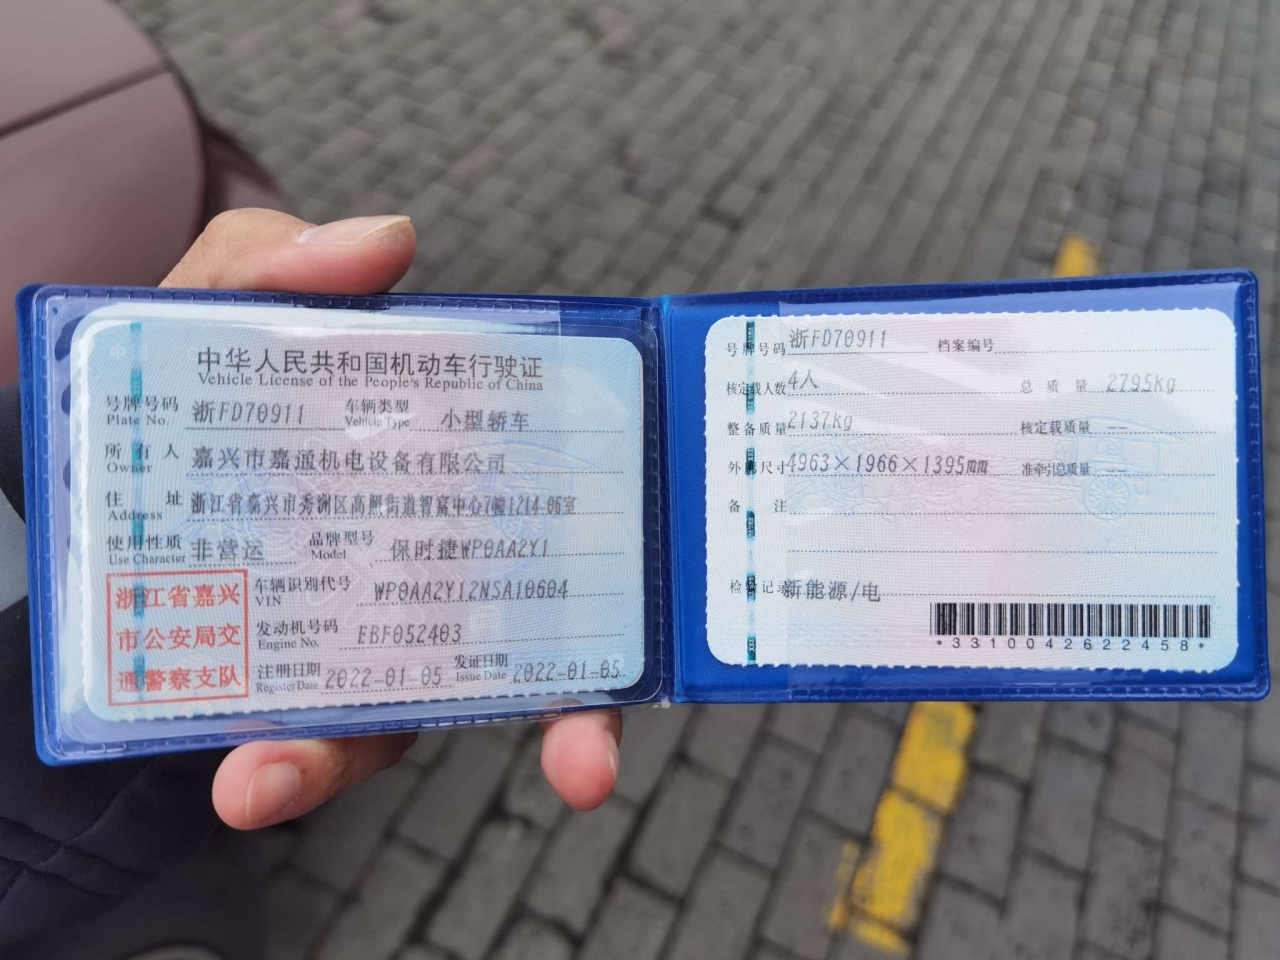 中华人民共和国机动车行驶证
Vehicle License of the People's Republic of China
号牌号码 浙FD70911 车辆类型 小型轿车
Plate No. Vehicle Type
所有人 嘉兴市嘉通机电设备有限公司
Owner
住址 浙江省嘉兴市秀洲区高照街道智富中心7幢1214-06室
Address
使用性质 非营运 品牌型号 保时捷WP0AA2Y1
Use Character Model
浙江省嘉兴
市公安局交
通警察支队
车辆识别代号 WP0AA2Y12NSA10604
VIN
发动机号码 EBF052403
Engine No.
注册日期 2022-01-05 发证日期 2022-01-05
Register Date Issue Date
号牌号码 浙FD70911 档案编号
核定载人数 4人 总质量 2795kg
整备质量 2137kg 核定载质量 --
外廓尺寸 4963×1966×1395mm 准牵引总质量 --
备注
检验记录 新能源/电
*3310042622458*